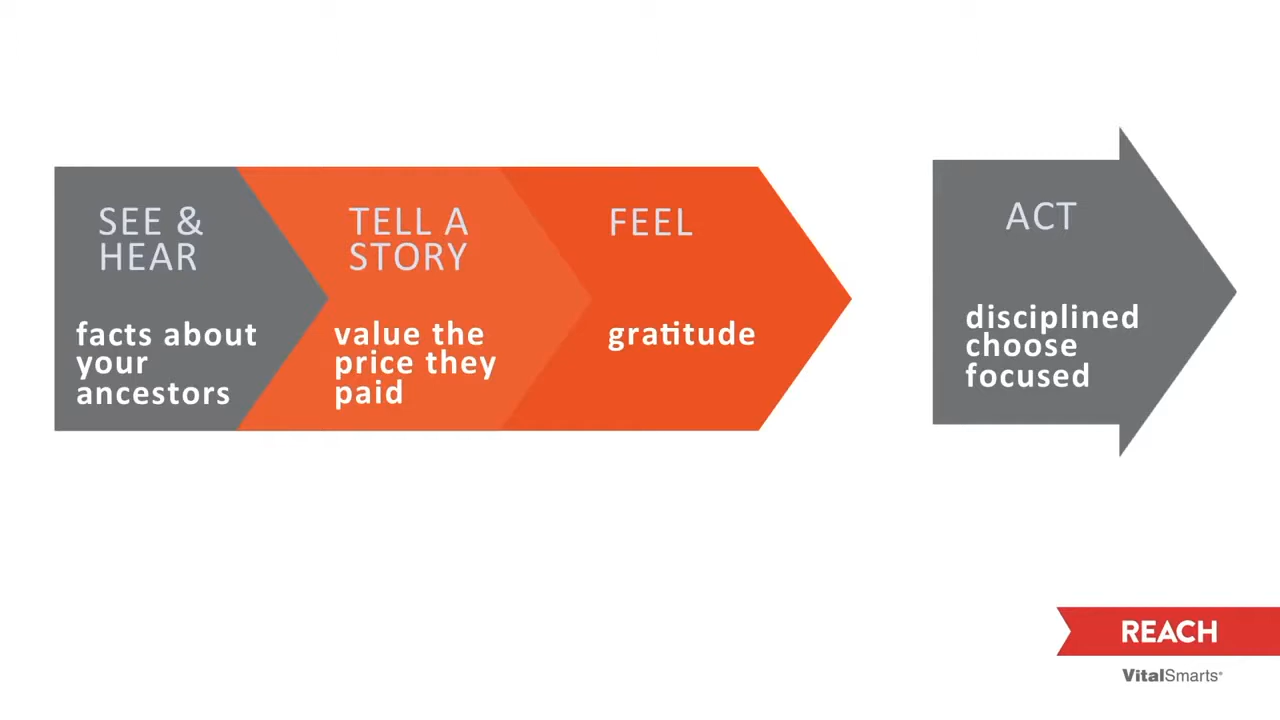 SEE &
HEAR
facts about
your
ancestors
TELL A
STORY
value the
price they
paid
FEEL
gratitude
ACT
disciplined
choose
focused
REACH
VitalSmarts®